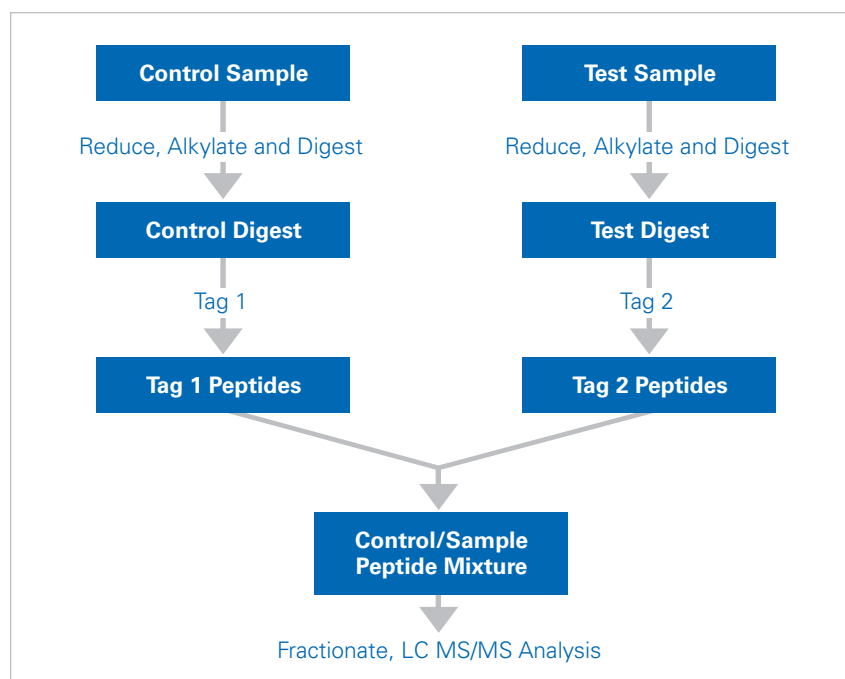 Control Sample
Test Sample
Reduce, Alkylate and Digest
Reduce, Alkylate and Digest
Control Digest
Test Digest
Tag 1
Tag 2
Tag 1 Peptides
Tag 2 Peptides
Control/Sample
Peptide Mixture
Fractionate, LC MS/MS Analysis